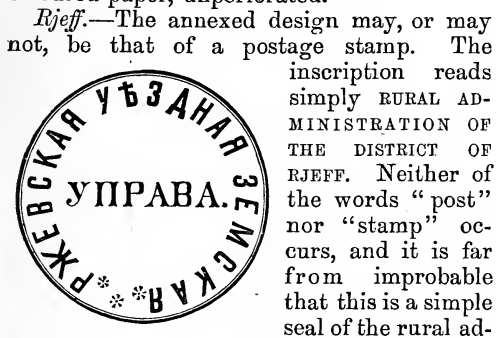 paper, unperforated.
Rjeff.—The annexed design may, or may
not, be that of a postage stamp. The
inscription reads
simply RURAL AD-
MINISTRATION OF
THE DISTRICT OF
RJEFF. Neither of
the words “post”
nor “stamp” oc-
curs, and it is far
from improbable
that this is a simple
seal of the rural ad-
РЖЕВСКАЯ УѢЗДНАЯ ЗЕМСКАЯ
УПРАВА.